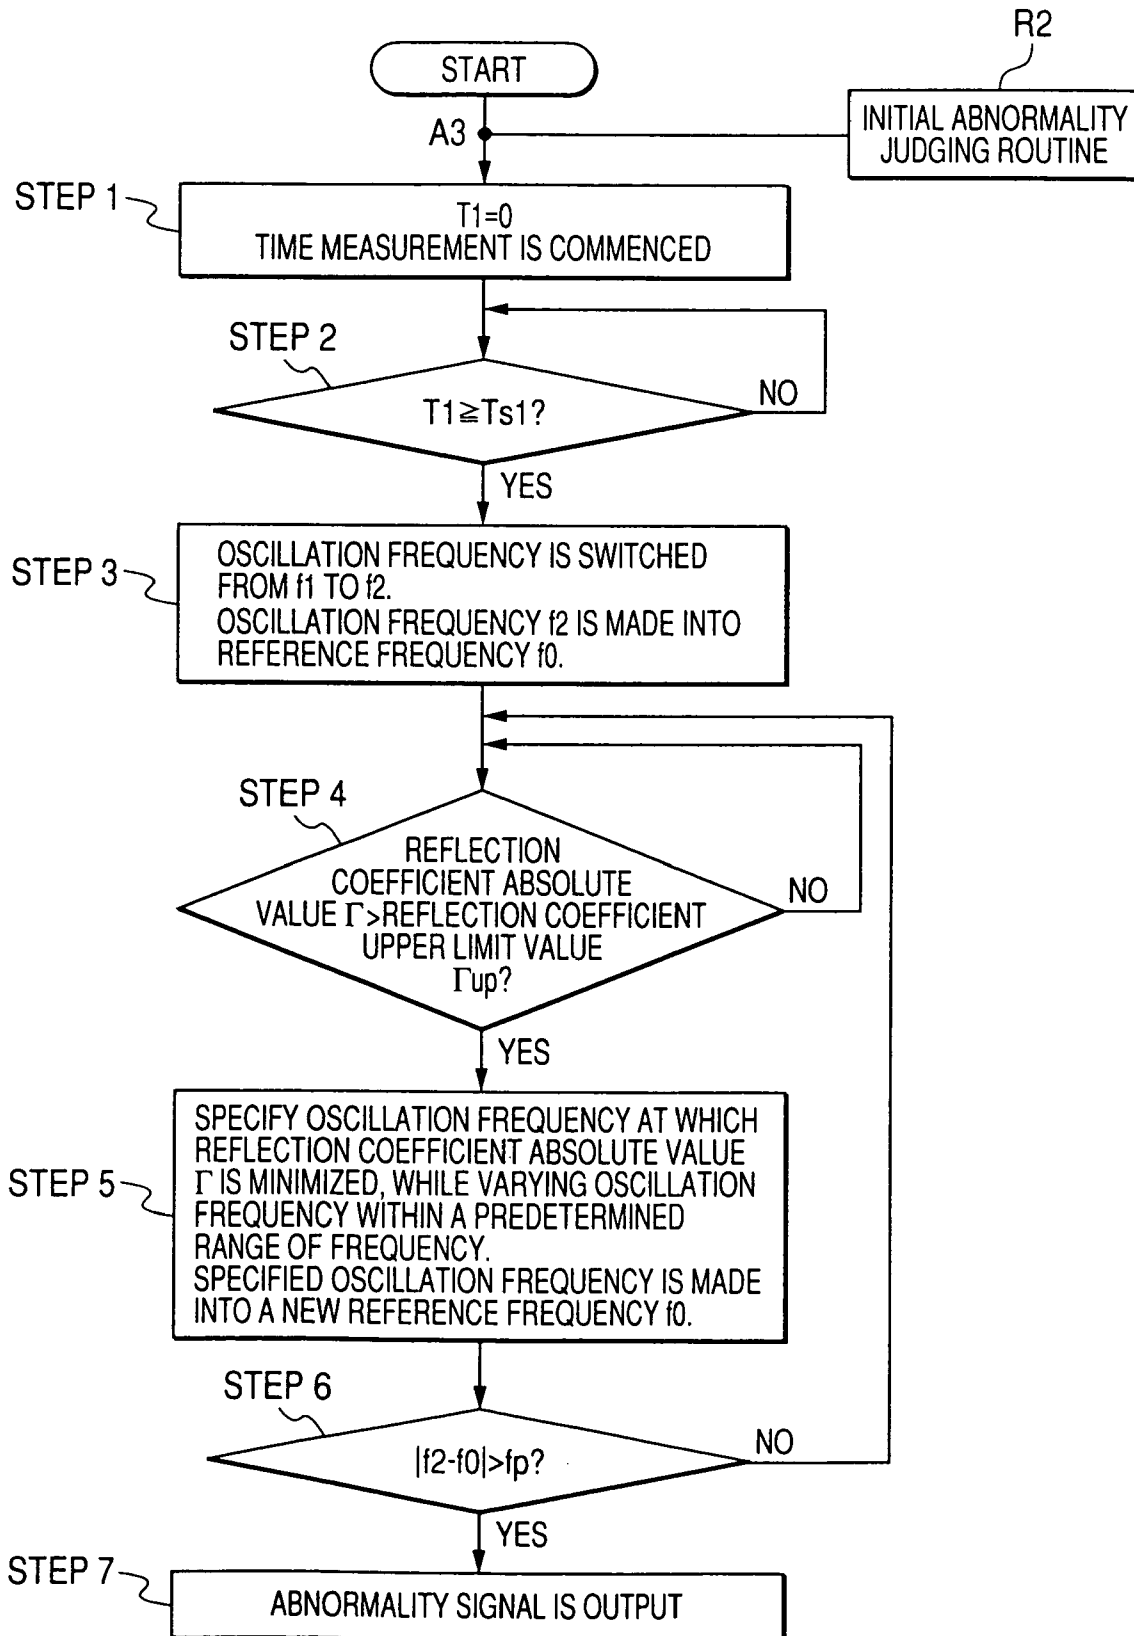 R2
START
INITIAL ABNORMALITY
JUDGING ROUTINE
A3
STEP 1
T1=0
TIME MEASUREMENT IS COMMENCED
STEP 2
T1≧Ts1?
NO
YES
STEP 3
OSCILLATION FREQUENCY IS SWITCHED
FROM f1 TO f2.
OSCILLATION FREQUENCY f2 IS MADE INTO
REFERENCE FREQUENCY f0.
STEP 4
REFLECTION
COEFFICIENT ABSOLUTE
VALUE Γ>REFLECTION COEFFICIENT
UPPER LIMIT VALUE
Γup?
NO
YES
STEP 5
SPECIFY OSCILLATION FREQUENCY AT WHICH
REFLECTION COEFFICIENT ABSOLUTE VALUE
Γ IS MINIMIZED, WHILE VARYING OSCILLATION
FREQUENCY WITHIN A PREDETERMINED
RANGE OF FREQUENCY.
SPECIFIED OSCILLATION FREQUENCY IS MADE
INTO A NEW REFERENCE FREQUENCY f0.
STEP 6
|f2-f0|>fp?
NO
YES
STEP 7
ABNORMALITY SIGNAL IS OUTPUT